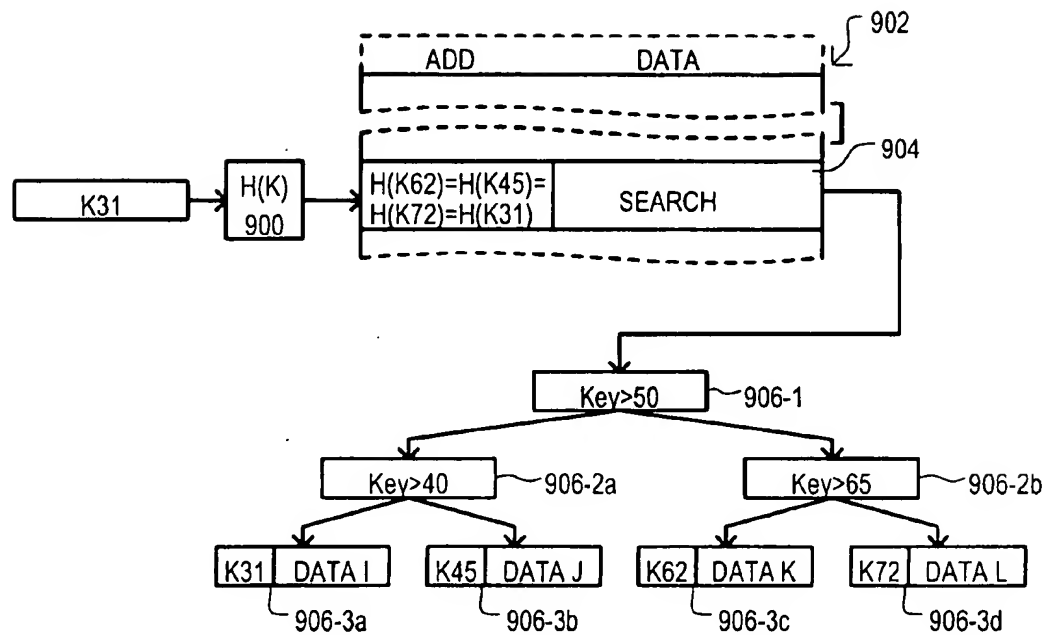 902
ADD DATA
904
K31
H(K)
900
H(K62)=H(K45)=
H(K72)=H(K31)
SEARCH
Key>50
906-1
Key>40
906-2a
Key>65
906-2b
K31 DATA I
K45 DATA J
K62 DATA K
K72 DATA L
906-3a
906-3b
906-3c
906-3d